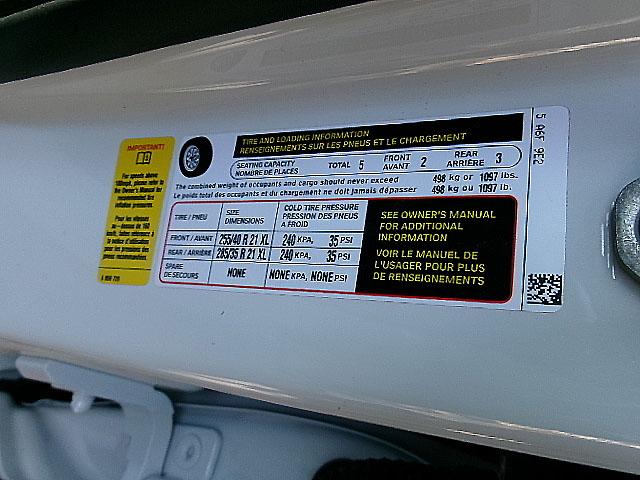 IMPORTANT!
TIRE AND LOADING INFORMATION
RENSEIGNEMENTS SUR LES PNEUS ET LE CHARGEMENT
SEATING CAPACITY
NOMBRE DE PLACES
TOTAL 5
FRONT
AVANT 2
REAR
ARRIÈRE 3
The combined weight of occupants and cargo should never exceed 498 kg or 1097 lbs.
Le poids total des occupants et du chargement ne doit jamais dépasser 498 kg ou 1097 lb.
TIRE / PNEU
SIZE
DIMENSIONS
COLD TIRE PRESSURE
PRESSION DES PNEUS
A FROID
FRONT / AVANT 255/40 R 21 XL 240 KPA, 35 PSI
REAR / ARRIÈRE 285/35 R 21 XL 240 KPA, 35 PSI
SPARE
DE SECOURS NONE NONE KPA, NONE PSI
SEE OWNER'S MANUAL
FOR ADDITIONAL
INFORMATION
VOIR LE MANUEL DE
L'USAGER POUR PLUS
DE RENSEIGNEMENTS
5 A6F 9E2